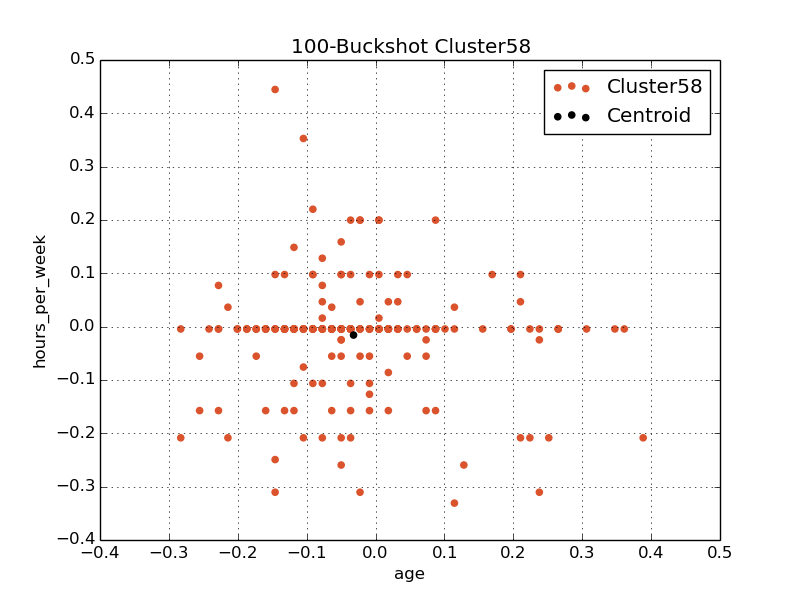 100-Buckshot Cluster58
0.5
0.4
0.3
0.2
0.1
0.0
−0.1
−0.2
−0.3
−0.4
hours_per_week
Cluster58
Centroid
−0.4 −0.3 −0.2 −0.1 0.0 0.1 0.2 0.3 0.4 0.5
age